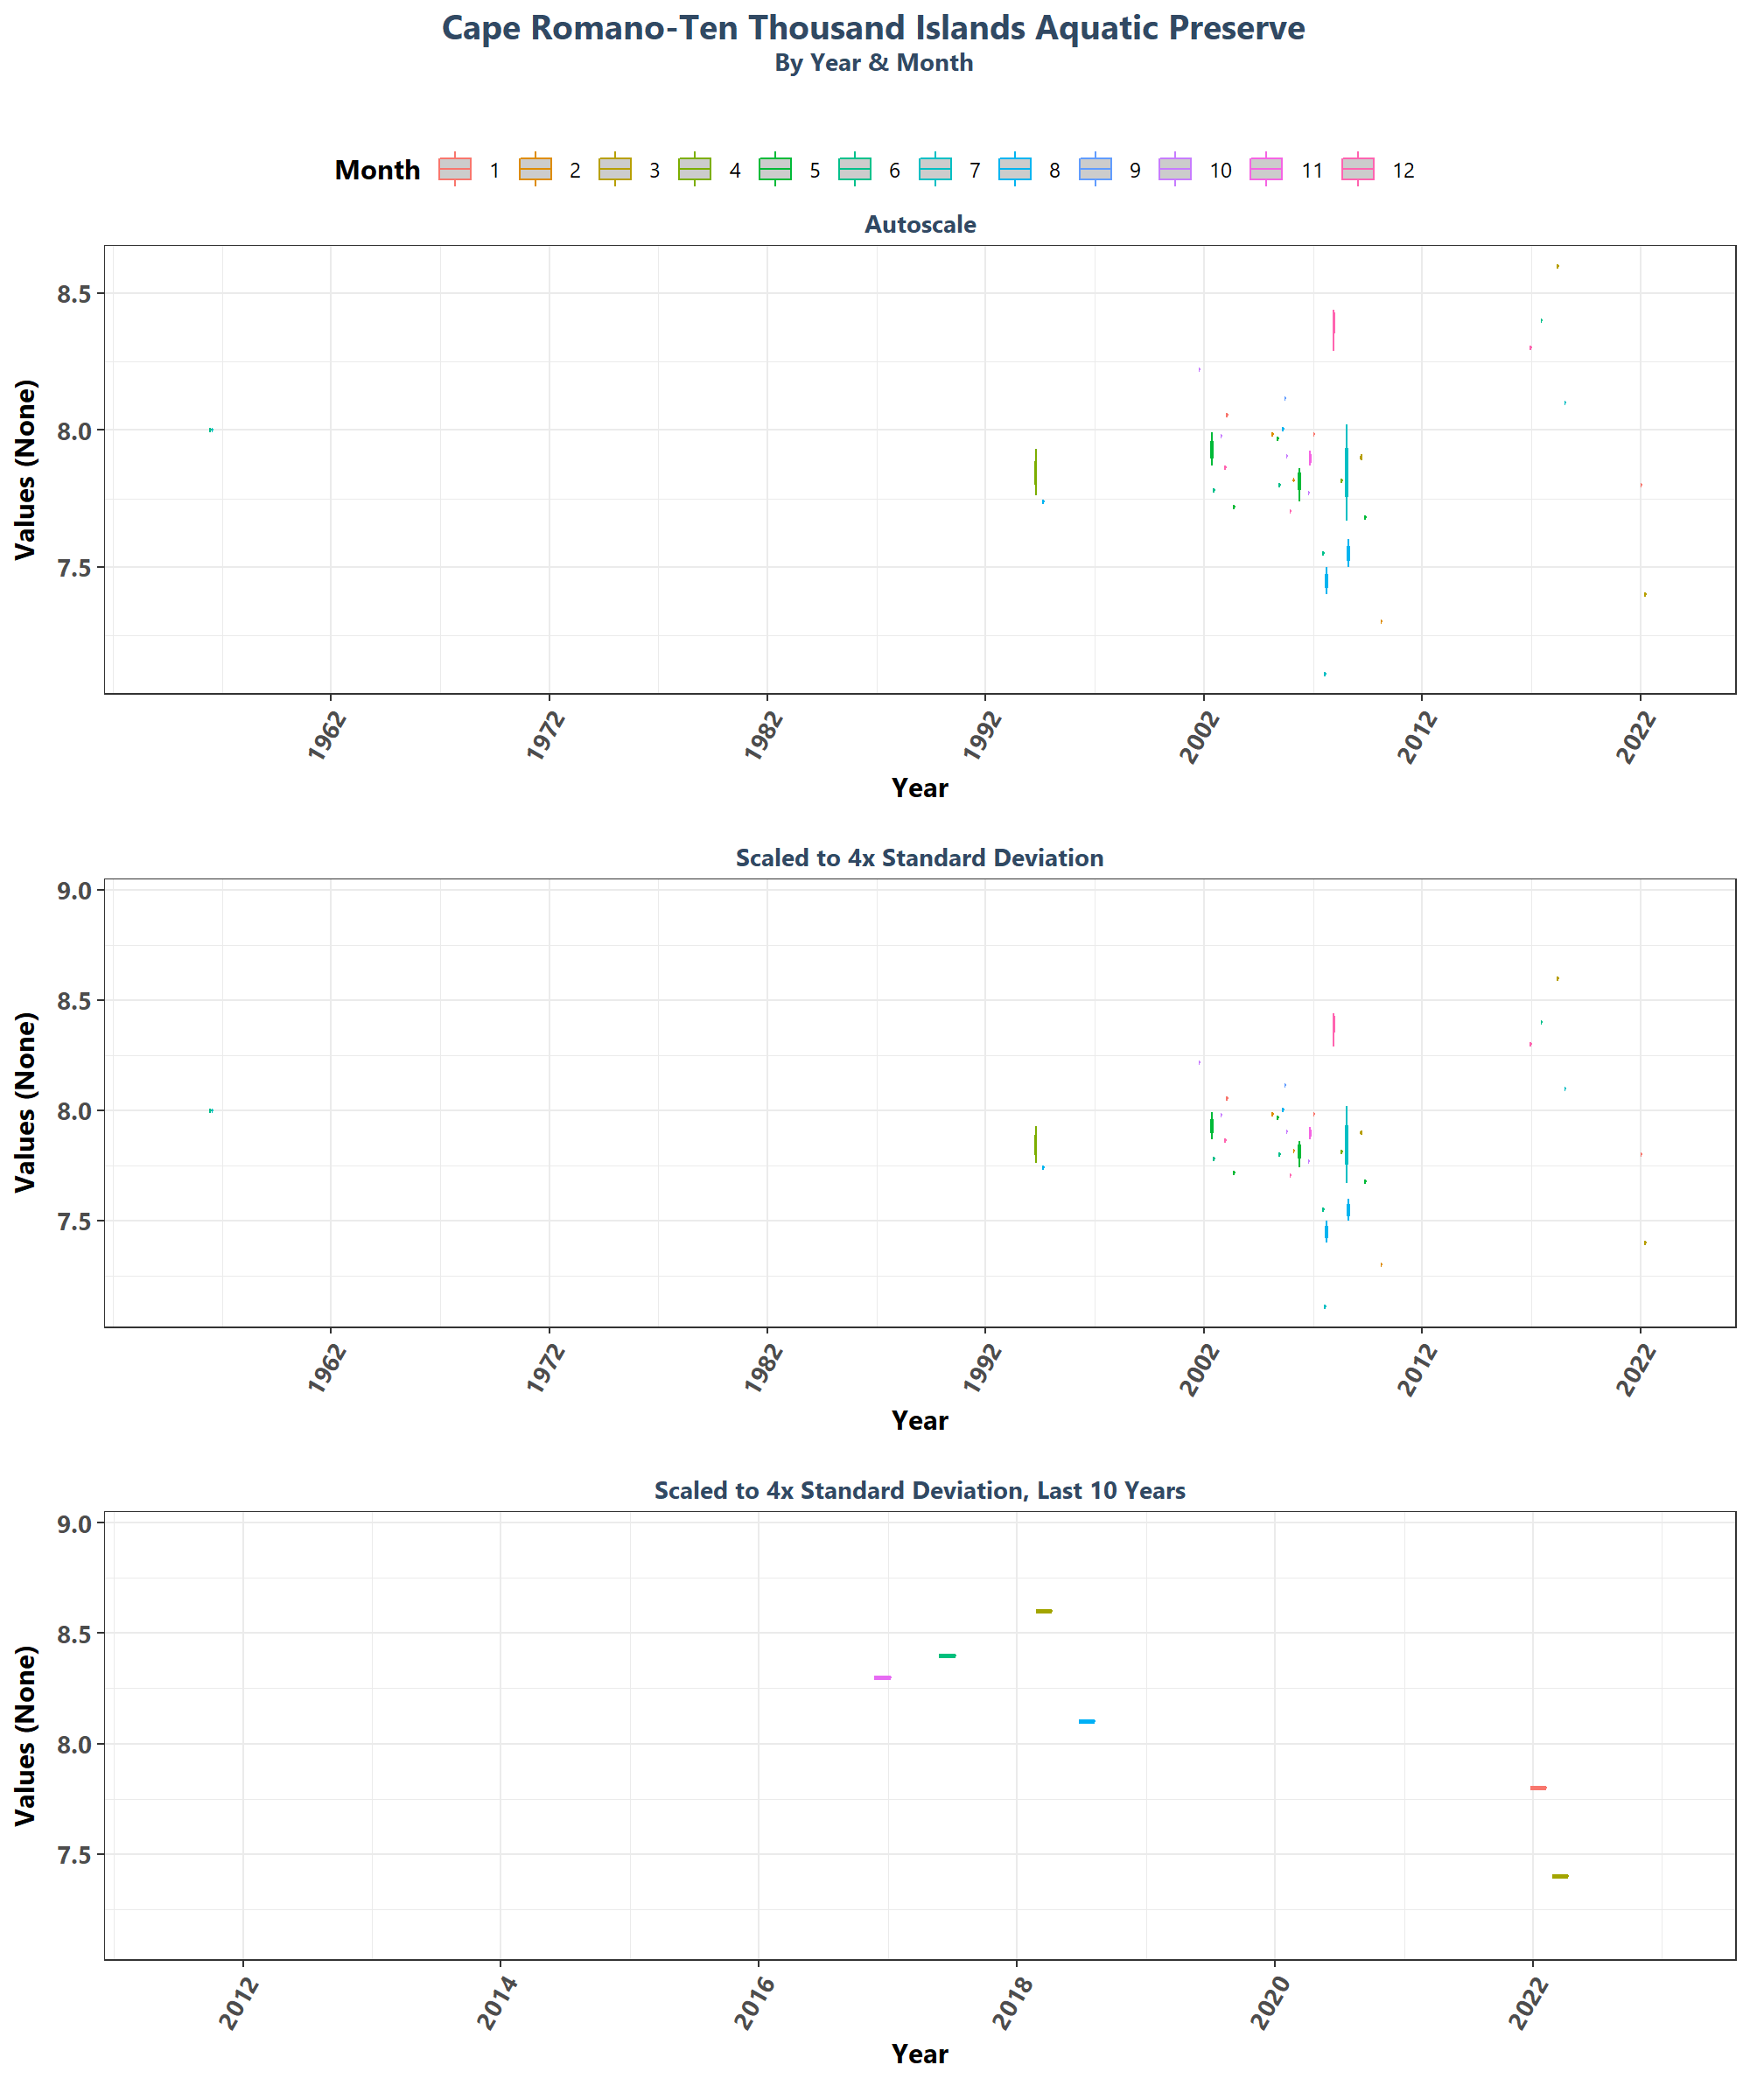 Cape Romano-Ten Thousand Islands Aquatic Preserve
By Year & Month
Month 1 2 3 4 5 6 7 8 9 10 11 12
Autoscale
Values (None)
8.5
8.0
7.5
1962 1972 1982 1992 2002 2012 2022
Year
Scaled to 4x Standard Deviation
Values (None)
9.0
8.5
8.0
7.5
1962 1972 1982 1992 2002 2012 2022
Year
Scaled to 4x Standard Deviation, Last 10 Years
Values (None)
9.0
8.5
8.0
7.5
2012 2014 2016 2018 2020 2022
Year